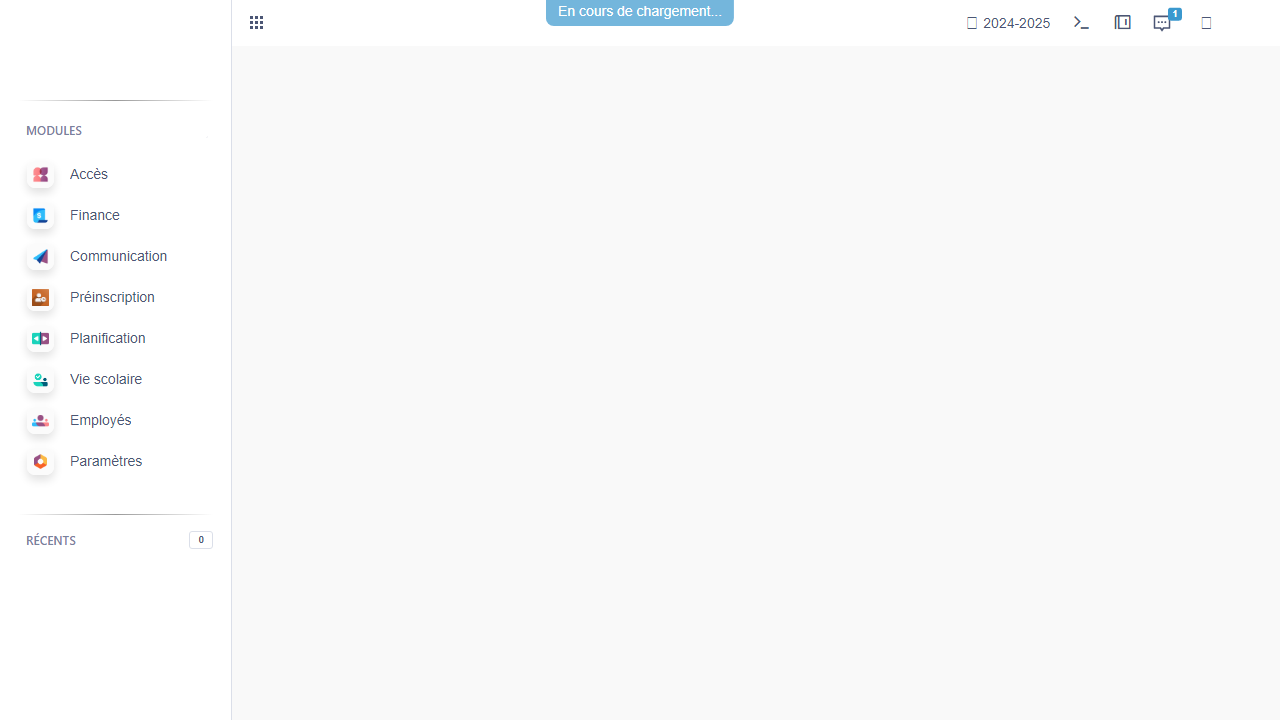 En cours de chargement...
2024-2025
1
MODULES
Accès
Finance
Communication
Préinscription
Planification
Vie scolaire
Employés
Paramètres
RÉCENTS
0